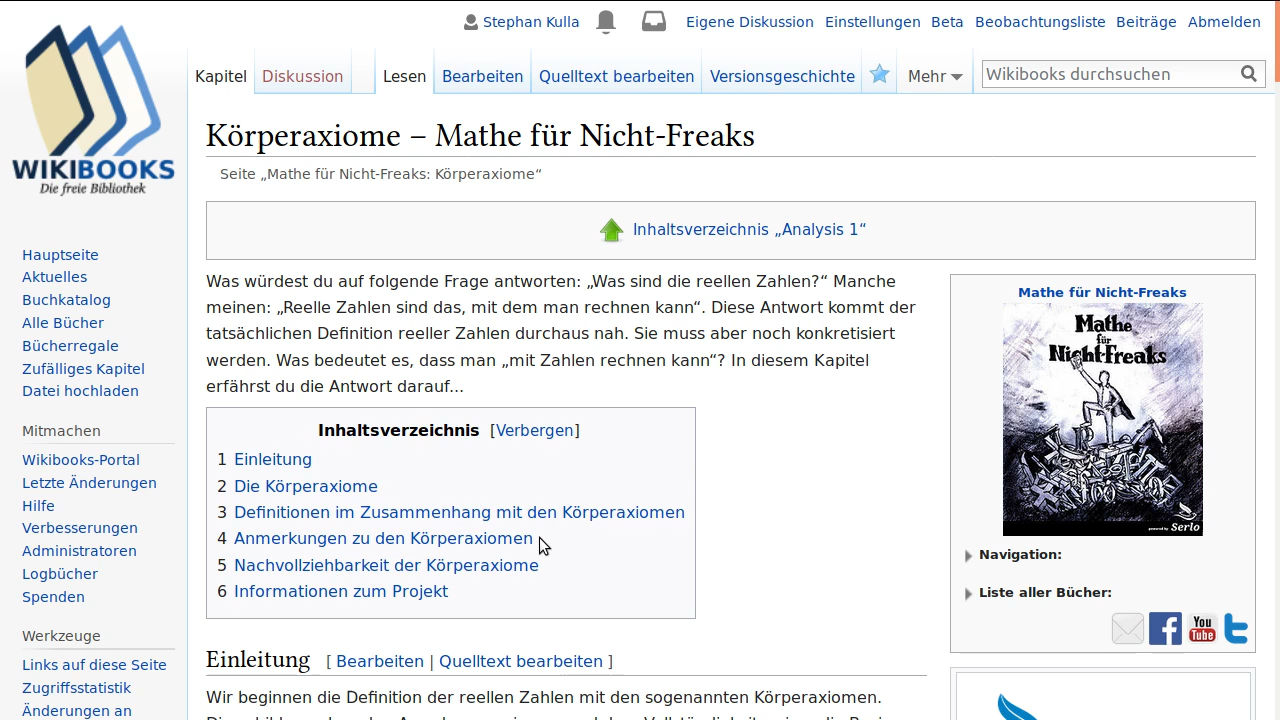 Stephan Kulla Eigene Diskussion Einstellungen Beta Beobachtungsliste Beiträge Abmelden
Kapitel Diskussion Lesen Bearbeiten Quelltext bearbeiten Versionsgeschichte Mehr Wikibooks durchsuchen
WIKIBOOKS
Die freie Bibliothek
Hauptseite
Aktuelles
Buchkatalog
Alle Bücher
Bücherregale
Zufälliges Kapitel
Datei hochladen
Mitmachen
Wikibooks-Portal
Letzte Änderungen
Hilfe
Verbesserungen
Administratoren
Logbücher
Spenden
Werkzeuge
Links auf diese Seite
Zugriffsstatistik
Änderungen an
Körperaxiome – Mathe für Nicht-Freaks
Seite „Mathe für Nicht-Freaks: Körperaxiome“
Inhaltsverzeichnis „Analysis 1“
Was würdest du auf folgende Frage antworten: „Was sind die reellen Zahlen?“ Manche
meinen: „Reelle Zahlen sind das, mit dem man rechnen kann“. Diese Antwort kommt der
tatsächlichen Definition reeller Zahlen durchaus nah. Sie muss aber noch konkretisiert
werden. Was bedeutet es, dass man „mit Zahlen rechnen kann“? In diesem Kapitel
erfährst du die Antwort darauf...
Inhaltsverzeichnis [Verbergen]
1 Einleitung
2 Die Körperaxiome
3 Definitionen im Zusammenhang mit den Körperaxiomen
4 Anmerkungen zu den Körperaxiomen
5 Nachvollziehbarkeit der Körperaxiome
6 Informationen zum Projekt
Einleitung [ Bearbeiten | Quelltext bearbeiten ]
Wir beginnen die Definition der reellen Zahlen mit den sogenannten Körperaxiomen.
Mathe für Nicht-Freaks
Mathe
für
Nicht-Freaks
powered by Serlo
Navigation:
Liste aller Bücher:
You
Tube